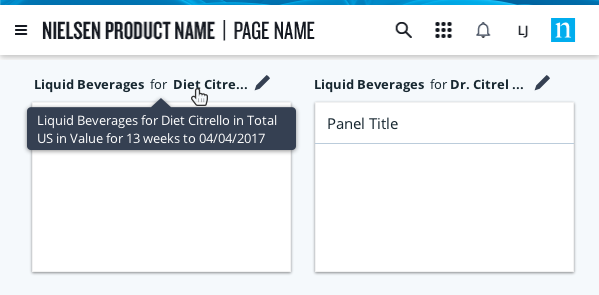 NIELSEN PRODUCT NAME | PAGE NAME LJ n
Liquid Beverages for Diet Citre... Liquid Beverages for Dr. Citrel ...
Liquid Beverages for Diet Citrello in Total
US in Value for 13 weeks to 04/04/2017
Panel Title